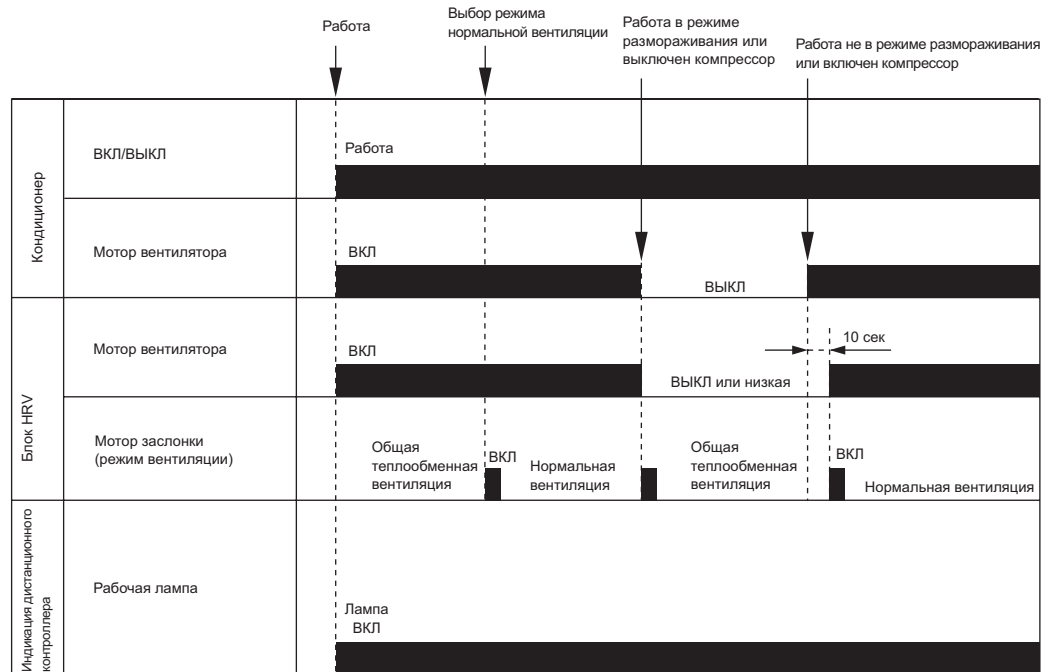 Работа
Выбор режима
нормальной вентиляции
Работа в режиме
размораживания или
выключен компрессор
Работа не в режиме размораживания
или включен компрессор
Кондиционер
ВКЛ/ВЫКЛ
Работа
Мотор вентилятора
ВКЛ
ВЫКЛ
Блок HRV
Мотор вентилятора
ВКЛ
ВЫКЛ или низкая
10 сек
Мотор заслонки
(режим вентиляции)
Общая
теплообменная
вентиляция
ВКЛ
Нормальная
вентиляция
Общая
теплообменная
вентиляция
ВКЛ
Нормальная вентиляция
Индикация дистанционного
контроллера
Рабочая лампа
Лампа
ВКЛ